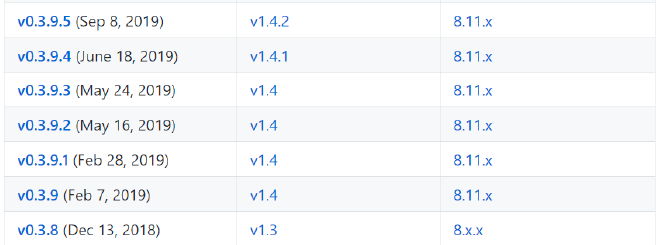 v0.3.9.5 (Sep 8, 2019) v1.4.2 8.11.x
v0.3.9.4 (June 18, 2019) v1.4.1 8.11.x
v0.3.9.3 (May 24, 2019) v1.4 8.11.x
v0.3.9.2 (May 16, 2019) v1.4 8.11.x
v0.3.9.1 (Feb 28, 2019) v1.4 8.11.x
v0.3.9 (Feb 7, 2019) v1.4 8.11.x
v0.3.8 (Dec 13, 2018) v1.3 8.x.x